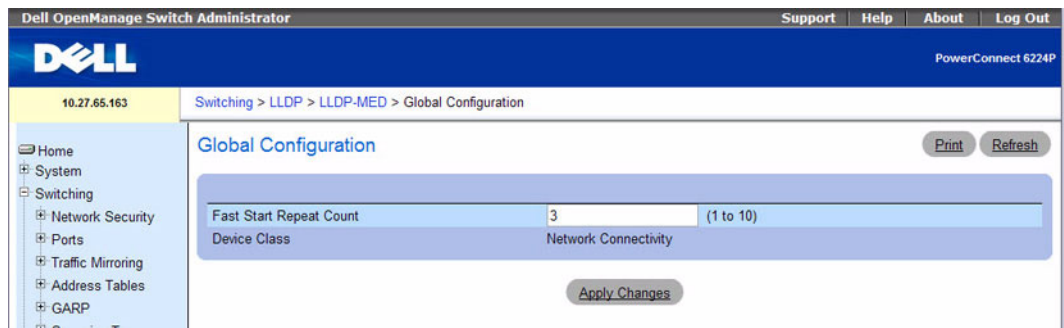 Dell OpenManage Switch Administrator Support Help About Log Out
DELL
PowerConnect 6224P
10.27.65.163
Switching > LLDP > LLDP-MED > Global Configuration
Home
System
Switching
Network Security
Ports
Traffic Mirroring
Address Tables
GARP
Global Configuration
Print Refresh
Fast Start Repeat Count 3 (1 to 10)
Device Class Network Connectivity
Apply Changes